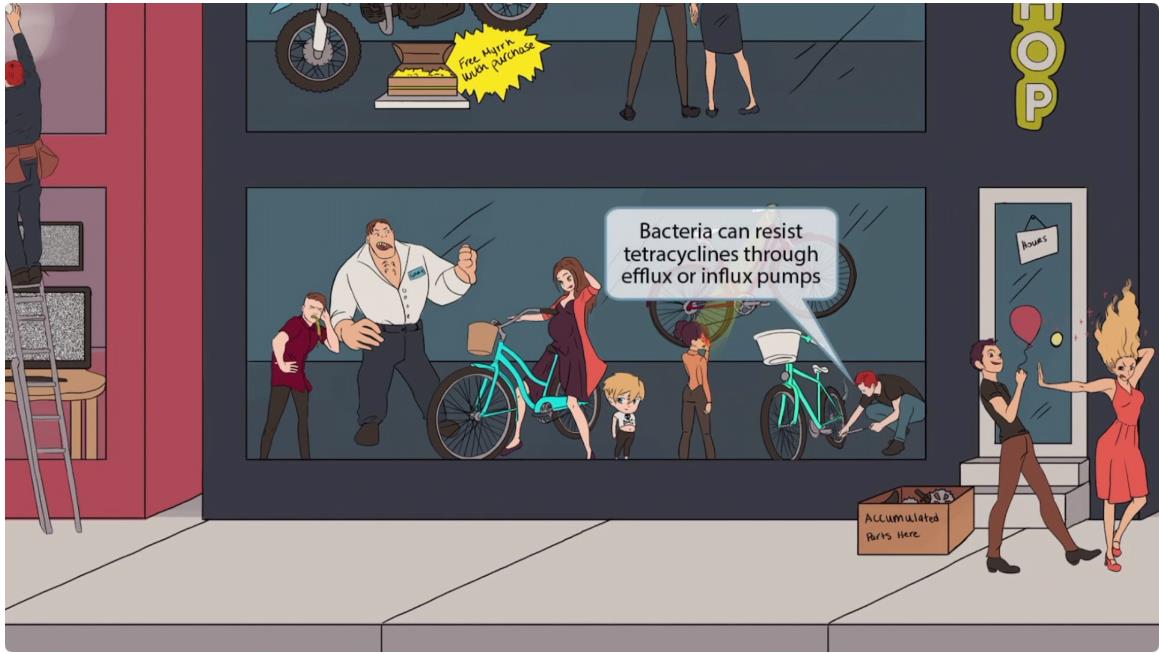 Free Myrrh
with purchase
HOP
Bacteria can resist
tetracyclines through
efflux or influx pumps
Hours
Accumulated
Parts Here